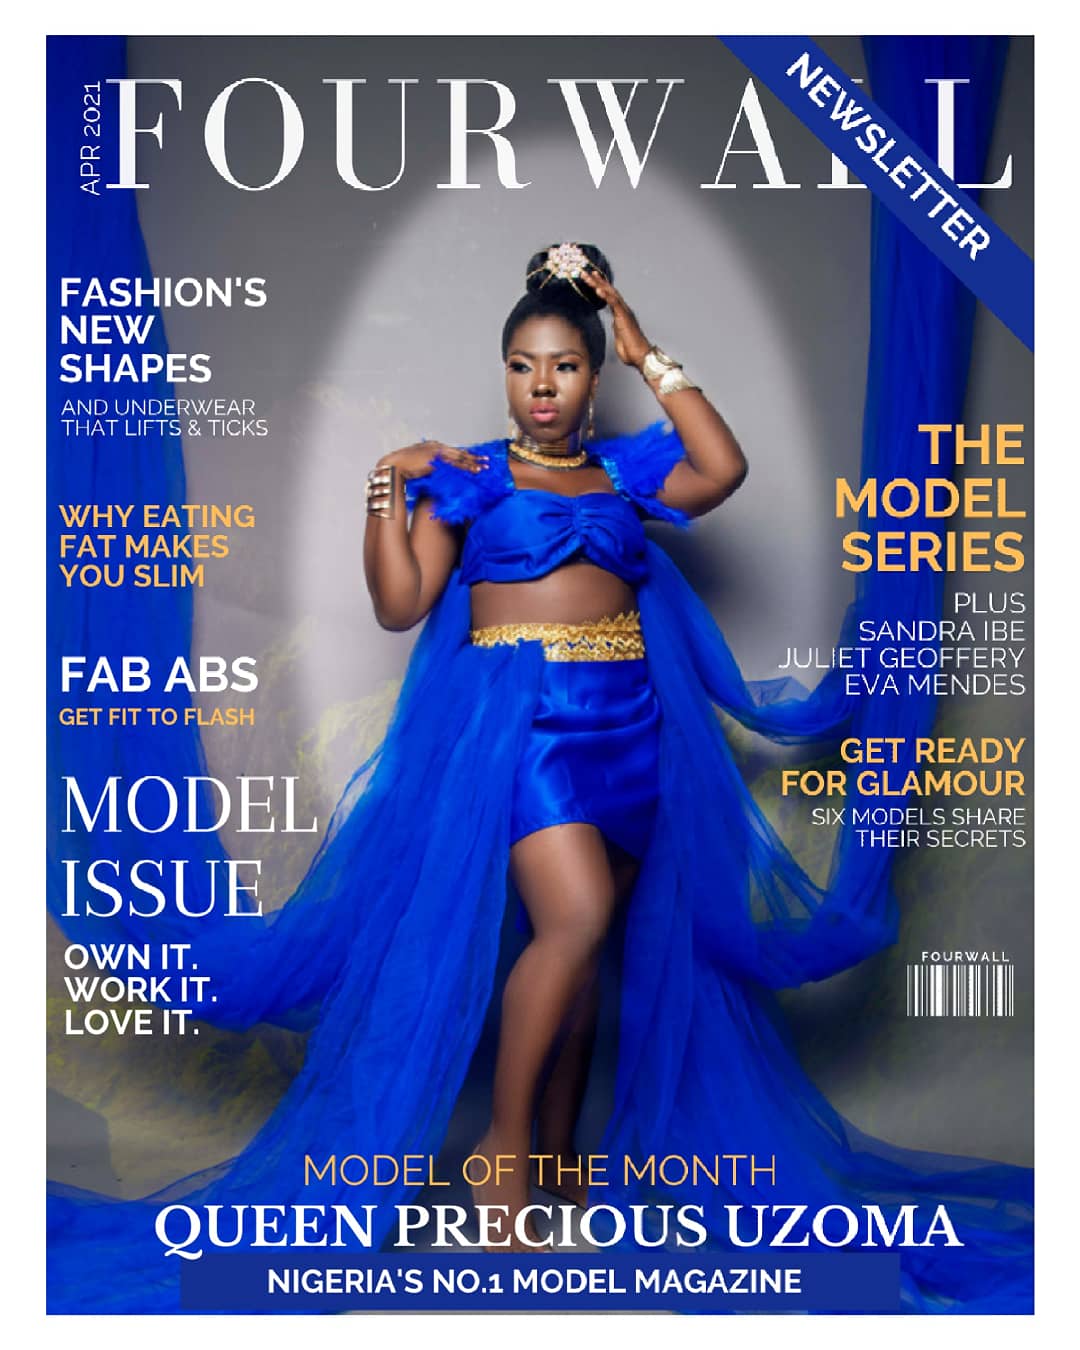 APR 2021
FOURWALL
NEWSLETTER
FASHION'S
NEW
SHAPES
AND UNDERWEAR
THAT LIFTS & TICKS
WHY EATING
FAT MAKES
YOU SLIM
FAB ABS
GET FIT TO FLASH
MODEL
ISSUE
OWN IT.
WORK IT.
LOVE IT.
THE
MODEL
SERIES
PLUS
SANDRA IBE
JULIET GEOFFERY
EVA MENDES
GET READY
FOR GLAMOUR
SIX MODELS SHARE
THEIR SECRETS
FOURWALL
MODEL OF THE MONTH
QUEEN PRECIOUS UZOMA
NIGERIA'S NO.1 MODEL MAGAZINE